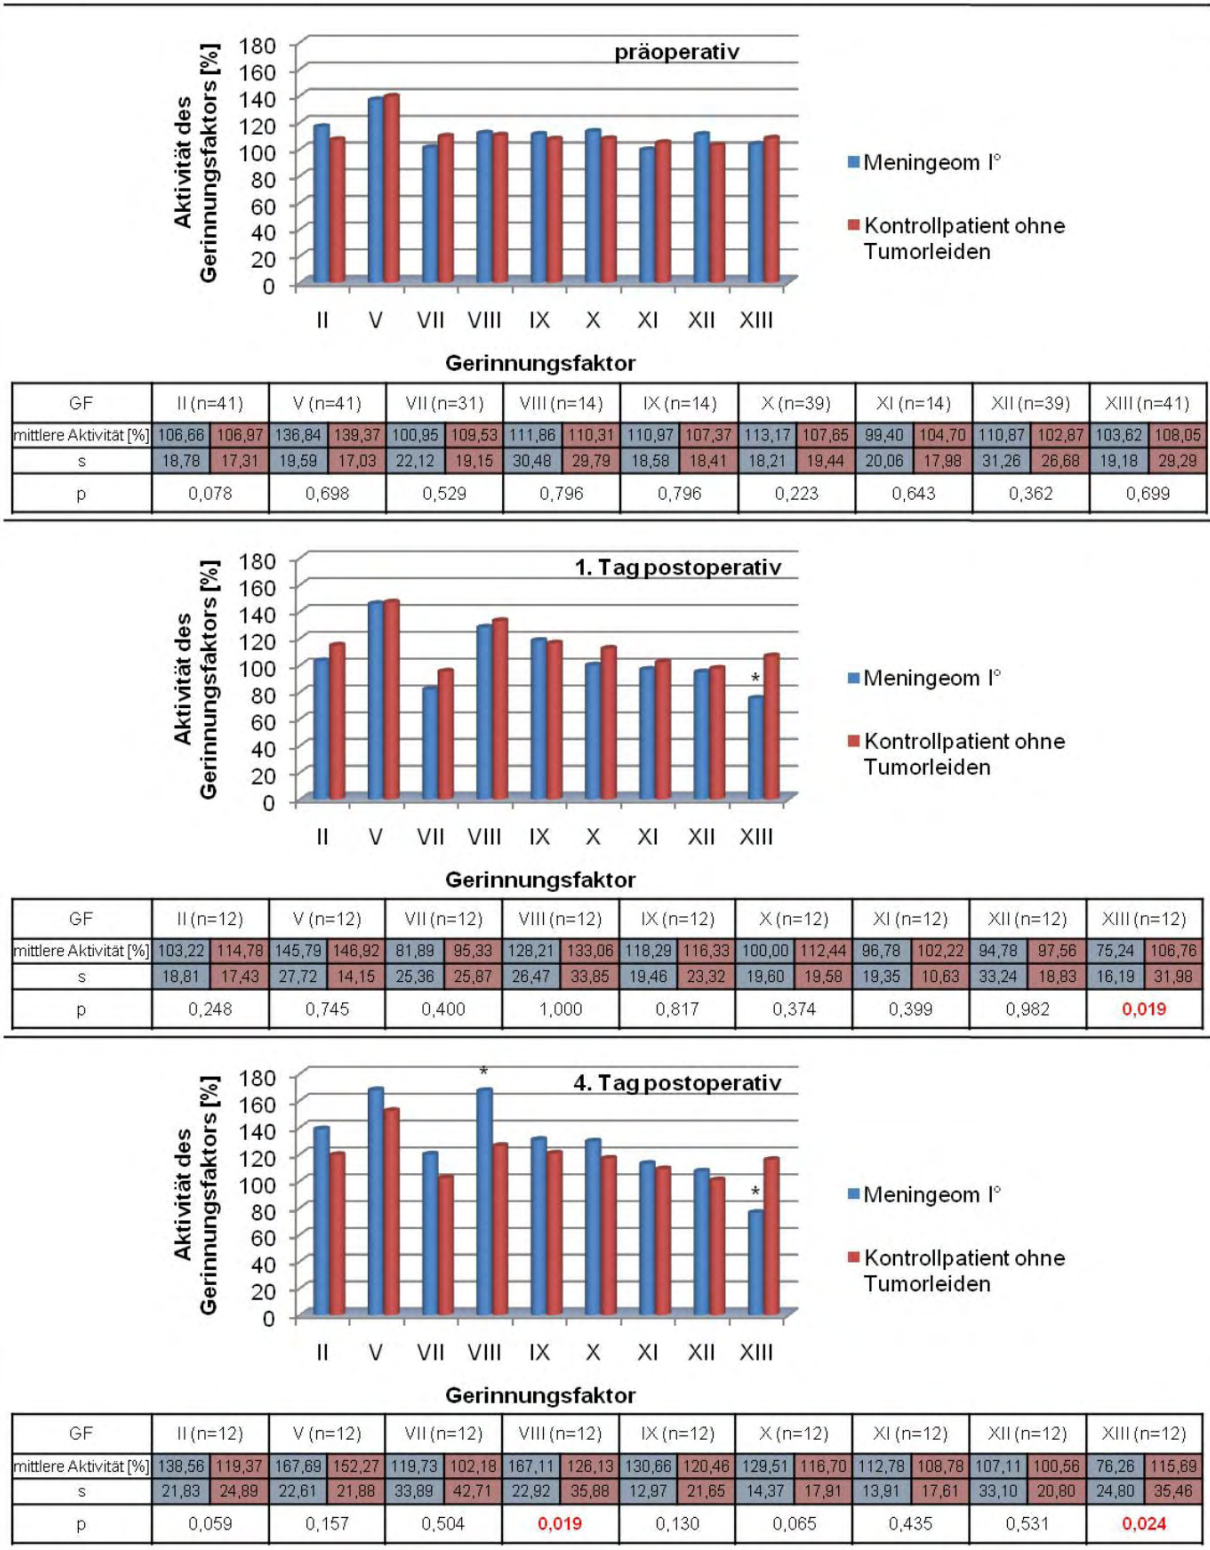 präoperativ
Aktivität des
Gerinnungsfaktors [%]
180
160
140
120
100
80
60
40
20
0
II V VII VIII IX X XI XII XIII
Gerinnungsfaktor
Meningeom I°
Kontrollpatient ohne
Tumorleiden
GF II (n=41) V (n=41) VII (n=31) VIII (n=14) IX (n=14) X (n=39) XI (n=14) XII (n=39) XIII (n=41)
mittlere Aktivität [%] 106,66 106,97 136,84 139,37 100,95 109,53 111,86 110,31 110,97 107,37 113,17 107,65 99,40 104,70 110,87 102,87 103,62 108,05
s 18,78 17,31 19,59 17,03 22,12 19,15 30,48 29,79 18,58 18,41 18,21 19,44 20,06 17,98 31,26 26,68 19,18 29,29
p 0,078 0,698 0,529 0,796 0,796 0,223 0,643 0,362 0,699
1. Tag postoperativ
Aktivität des
Gerinnungsfaktors [%]
180
160
140
120
100
80
60
40
20
0
*
II V VII VIII IX X XI XII XIII
Gerinnungsfaktor
Meningeom I°
Kontrollpatient ohne
Tumorleiden
GF II (n=12) V (n=12) VII (n=12) VIII (n=12) IX (n=12) X (n=12) XI (n=12) XII (n=12) XIII (n=12)
mittlere Aktivität [%] 103,22 114,78 145,79 146,92 81,89 95,33 128,21 133,06 118,29 116,33 100,00 112,44 96,78 102,22 94,78 97,56 75,24 106,76
s 18,81 17,43 27,72 14,15 25,36 25,87 26,47 33,85 19,46 23,32 19,60 19,58 19,35 10,63 33,24 18,83 16,19 31,98
p 0,248 0,745 0,400 1,000 0,817 0,374 0,399 0,982 0,019
4. Tag postoperativ
Aktivität des
Gerinnungsfaktors [%]
180
160
140
120
100
80
60
40
20
0
*
*
II V VII VIII IX X XI XII XIII
Gerinnungsfaktor
Meningeom I°
Kontrollpatient ohne
Tumorleiden
GF II (n=12) V (n=12) VII (n=12) VIII (n=12) IX (n=12) X (n=12) XI (n=12) XII (n=12) XIII (n=12)
mittlere Aktivität [%] 138,56 119,37 167,69 152,27 119,73 102,18 167,11 126,13 130,66 120,46 129,51 116,70 112,78 108,78 107,11 100,56 76,26 115,69
s 21,83 24,89 22,61 21,88 33,89 42,71 22,92 35,88 12,97 21,65 14,37 17,91 13,91 17,61 33,10 20,80 24,80 35,46
p 0,059 0,157 0,504 0,019 0,130 0,065 0,435 0,531 0,024